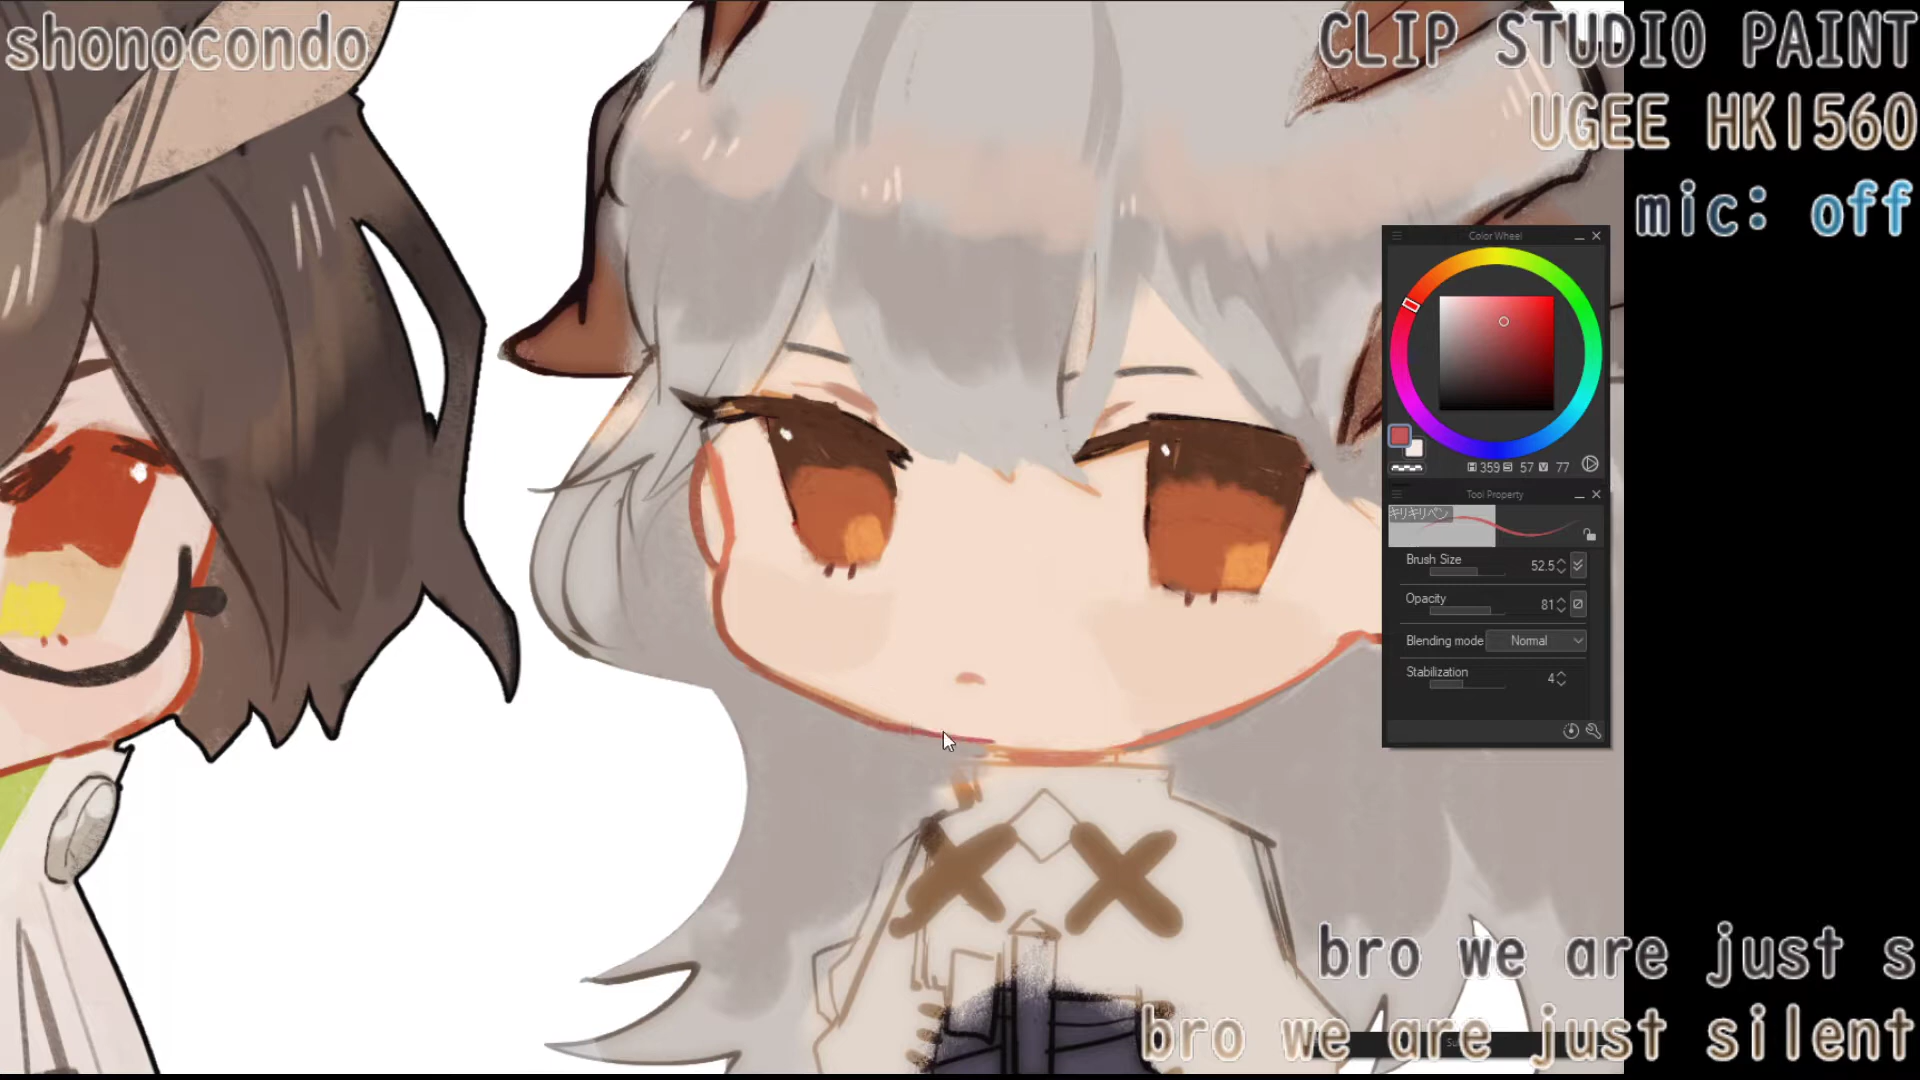 shonocondo
CLIP STUDIO PAINT
UGEE HK1560
mic: off
Color Wheel
H 359 S 57 V 77
Tool Property
キリキリペン
Brush Size 52.5
Opacity 81
Blending mode Normal
Stabilization 4
bro we are just s
bro we are just silent